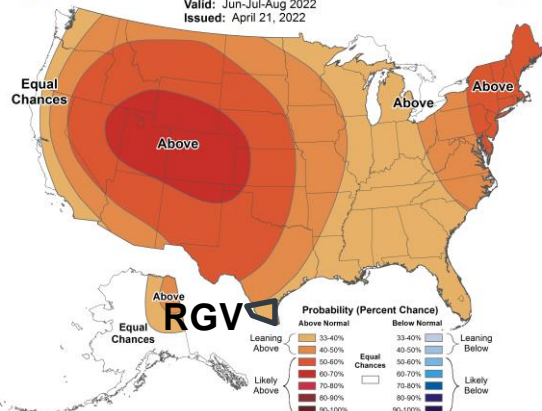 Valid: Jun-Jul-Aug 2022
Issued: April 21, 2022
Equal
Chances
Above
Above
Above
Above
Equal
Chances
RGV
Probability (Percent Chance)
Above Normal
Below Normal
Leaning
Above
33-40%
40-50%
33-40%
40-50%
Leaning
Below
Equal
Chances
Likely
Above
50-60%
60-70%
70-80%
80-90%
90-100%
50-60%
60-70%
70-80%
80-90%
90-100%
Likely
Below